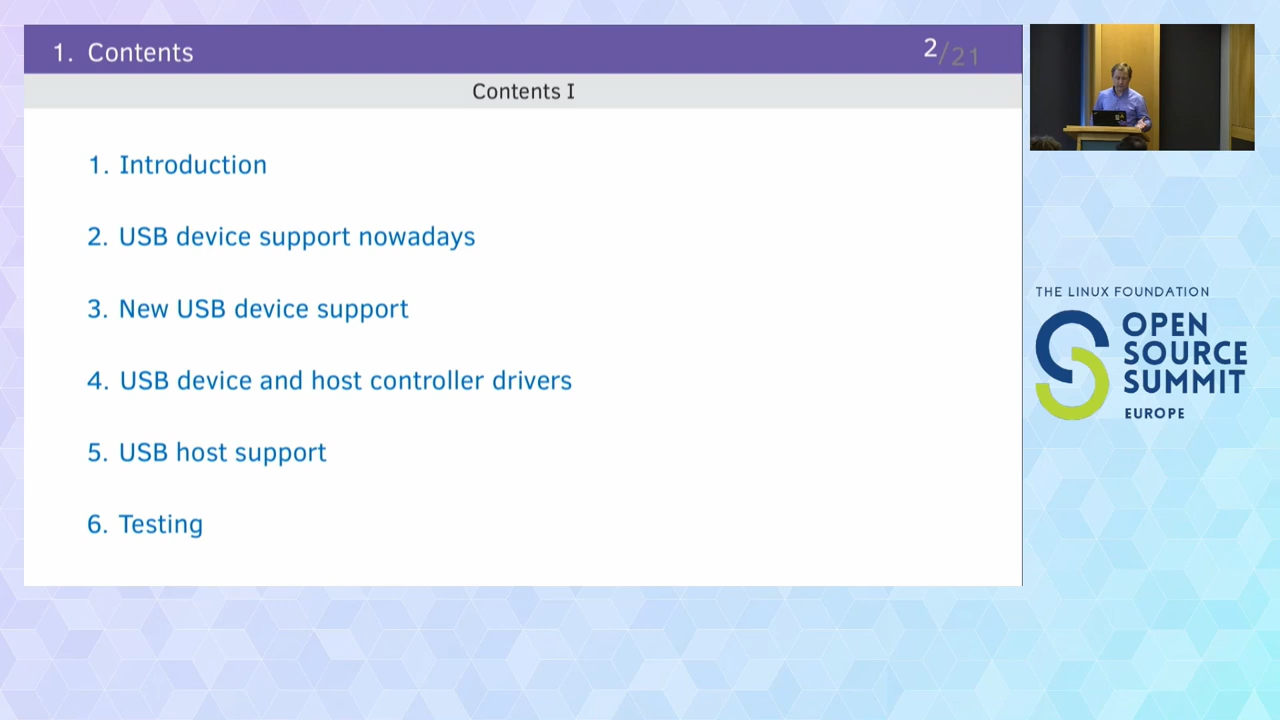 1. Contents
2/21
Contents I
1. Introduction
2. USB device support nowadays
3. New USB device support
4. USB device and host controller drivers
5. USB host support
6. Testing
THE LINUX FOUNDATION
OPEN
SOURCE
SUMMIT
EUROPE